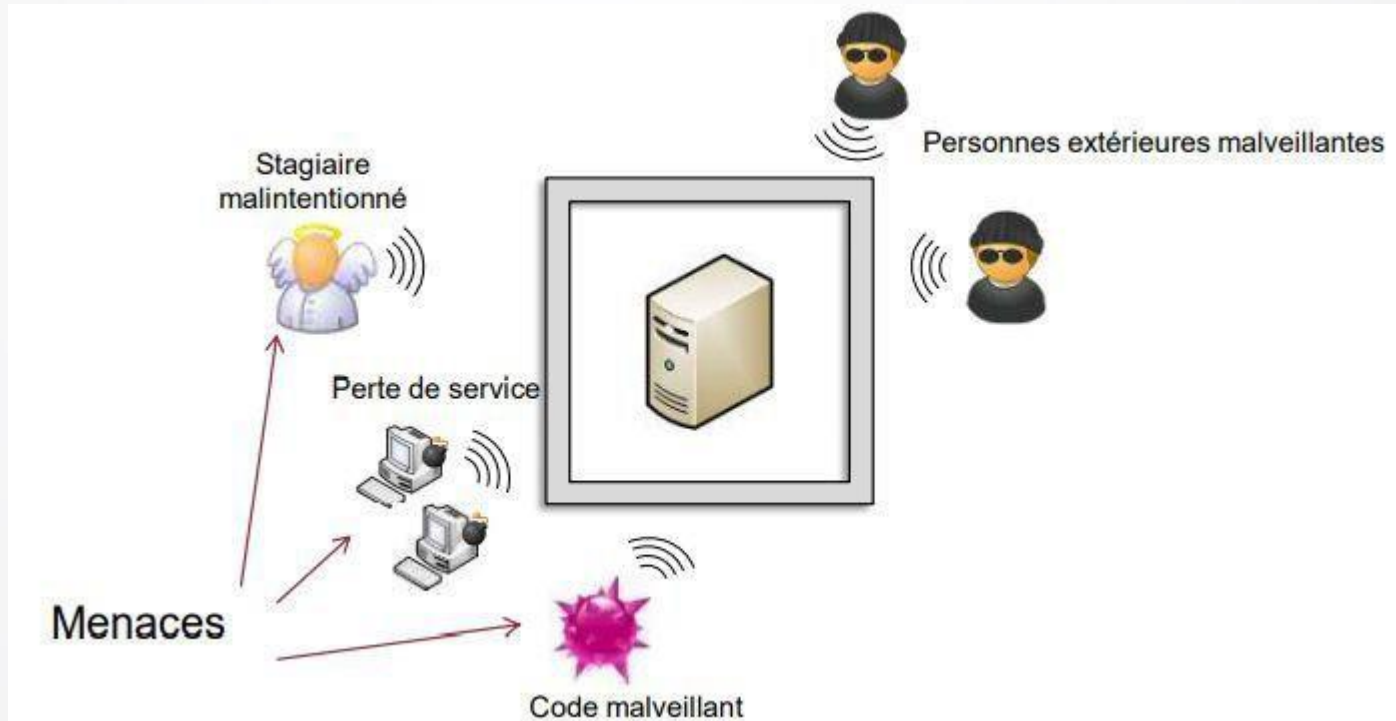 Personnes extérieures malveillantes
Stagiaire
malintentionné
Perte de service
Menaces
Code malveillant